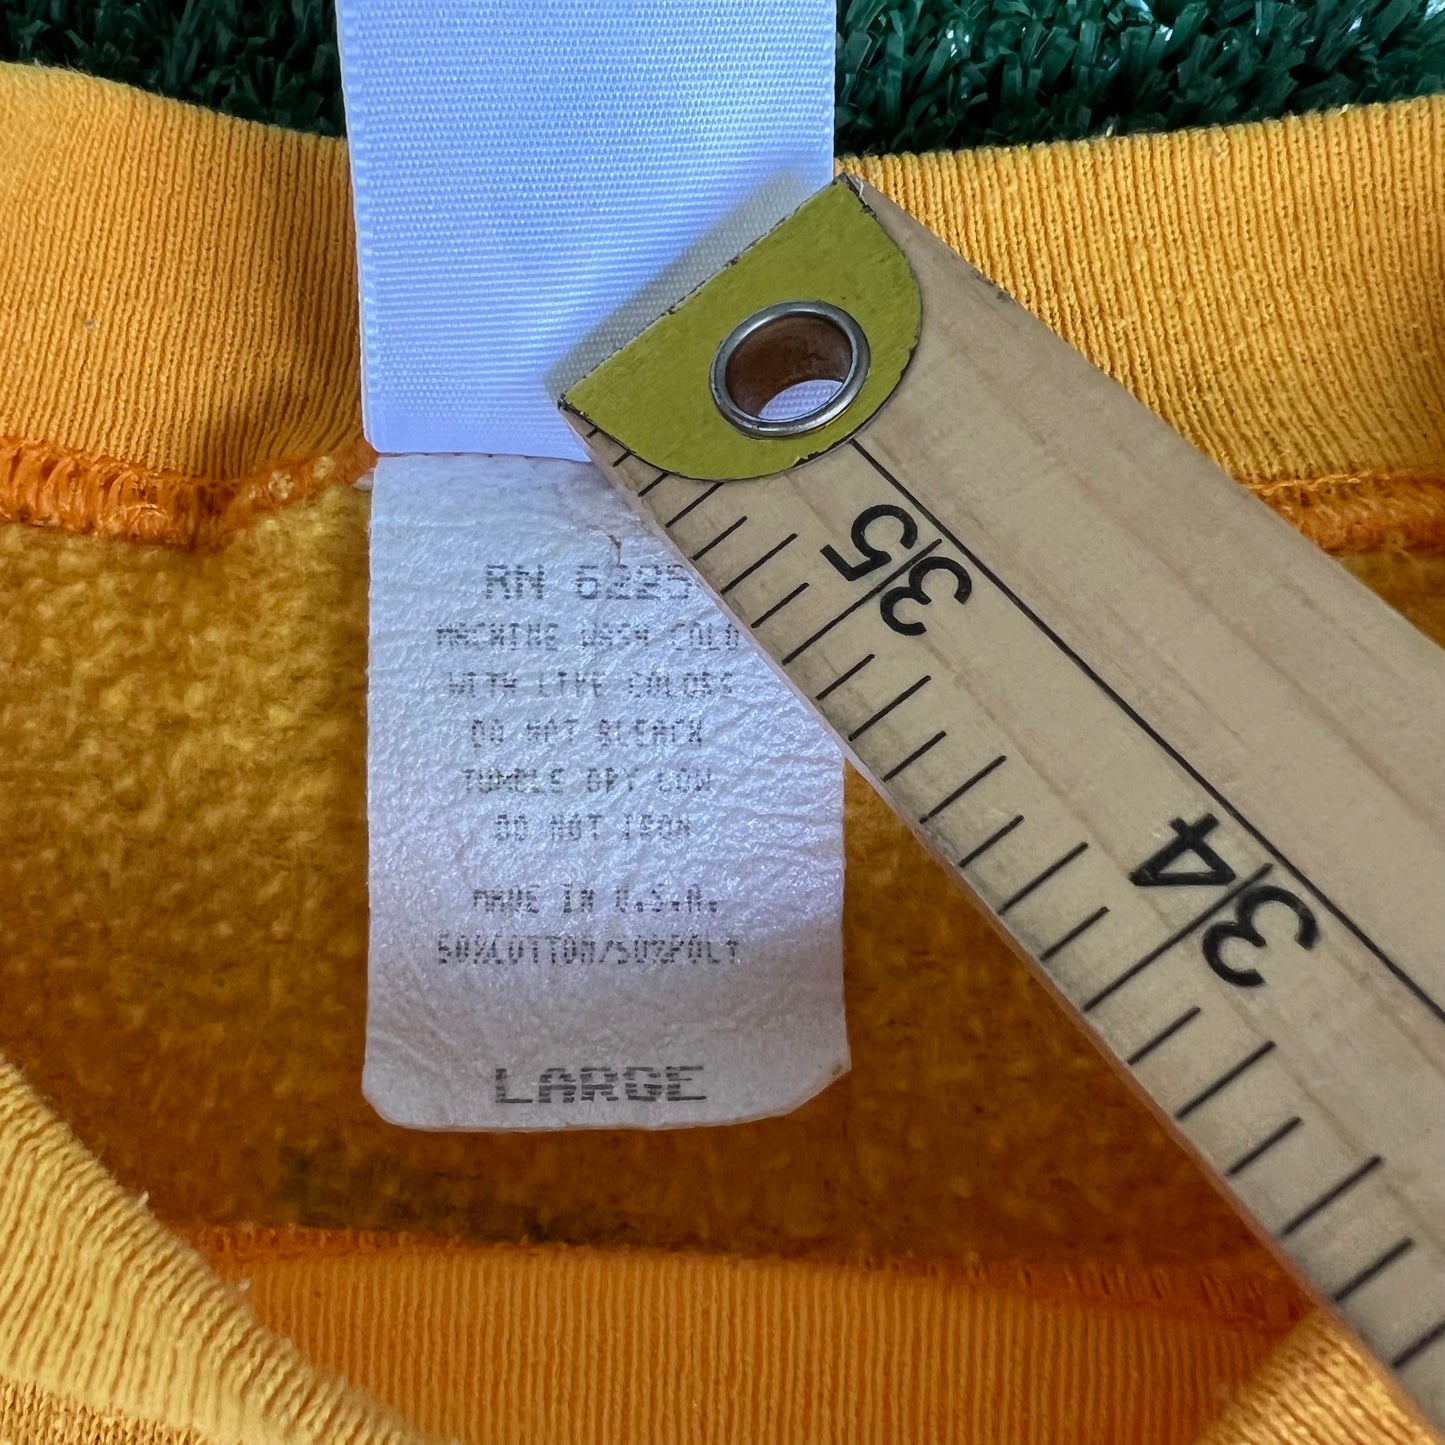 RN 6225
MACHINE WASH COLD
WITH LIKE COLORS
DO NOT BLEACH
TUMBLE DRY LOW
DO NOT IRON
MADE IN U.S.A.
50%COTTON/50%POLY
LARGE
35
34